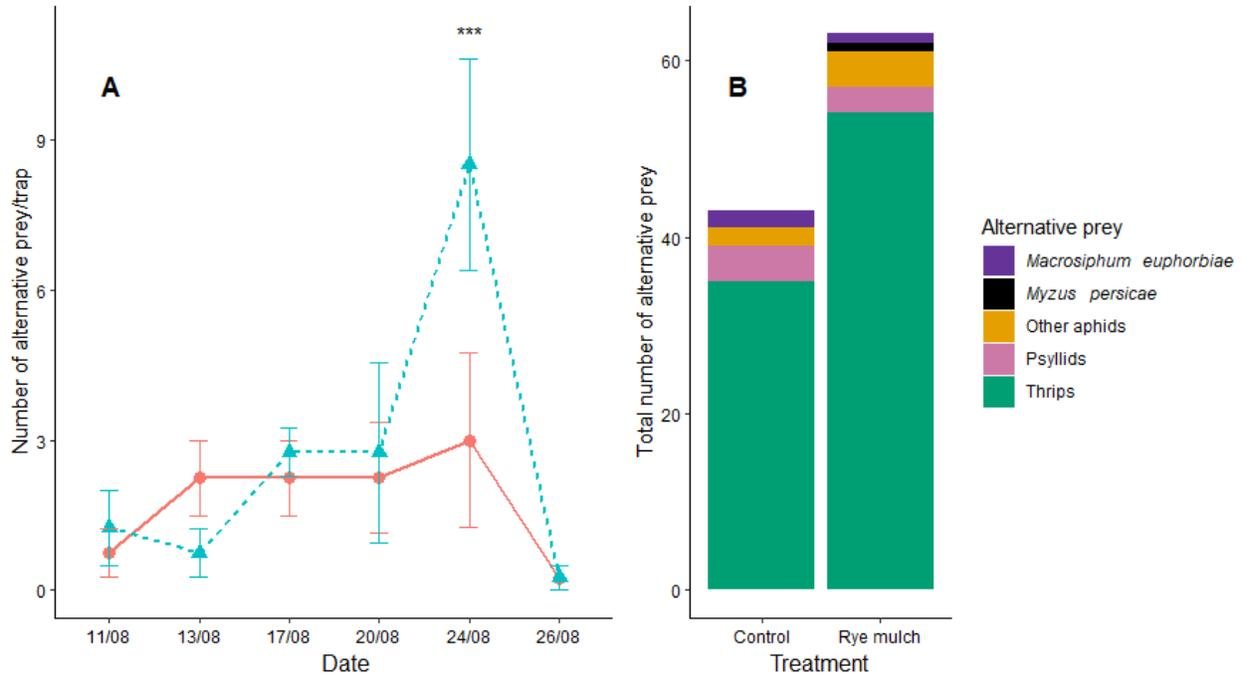 ***
A
Number of alternative prey/trap
9
6
3
0
11/08 13/08 17/08 20/08 24/08 26/08
Date
B
Total number of alternative prey
60
40
20
0
Control Rye mulch
Treatment
Alternative prey
Macrosiphum euphorbiae
Myzus persicae
Other aphids
Psyllids
Thrips